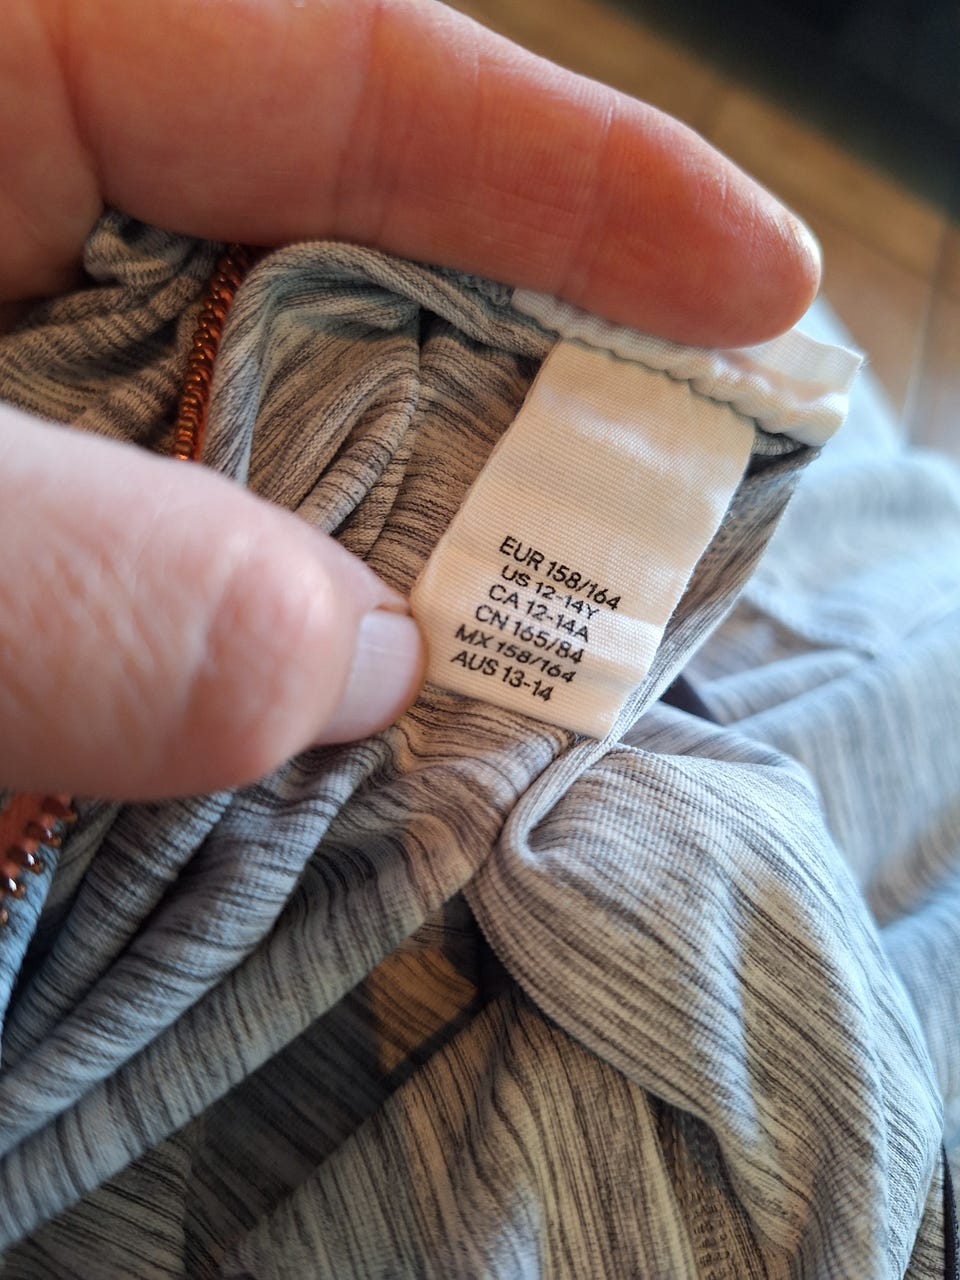 EUR 158/164
US 12-14Y
CA 12-14A
CN 165/84
MX 158/164
AUS 13-14